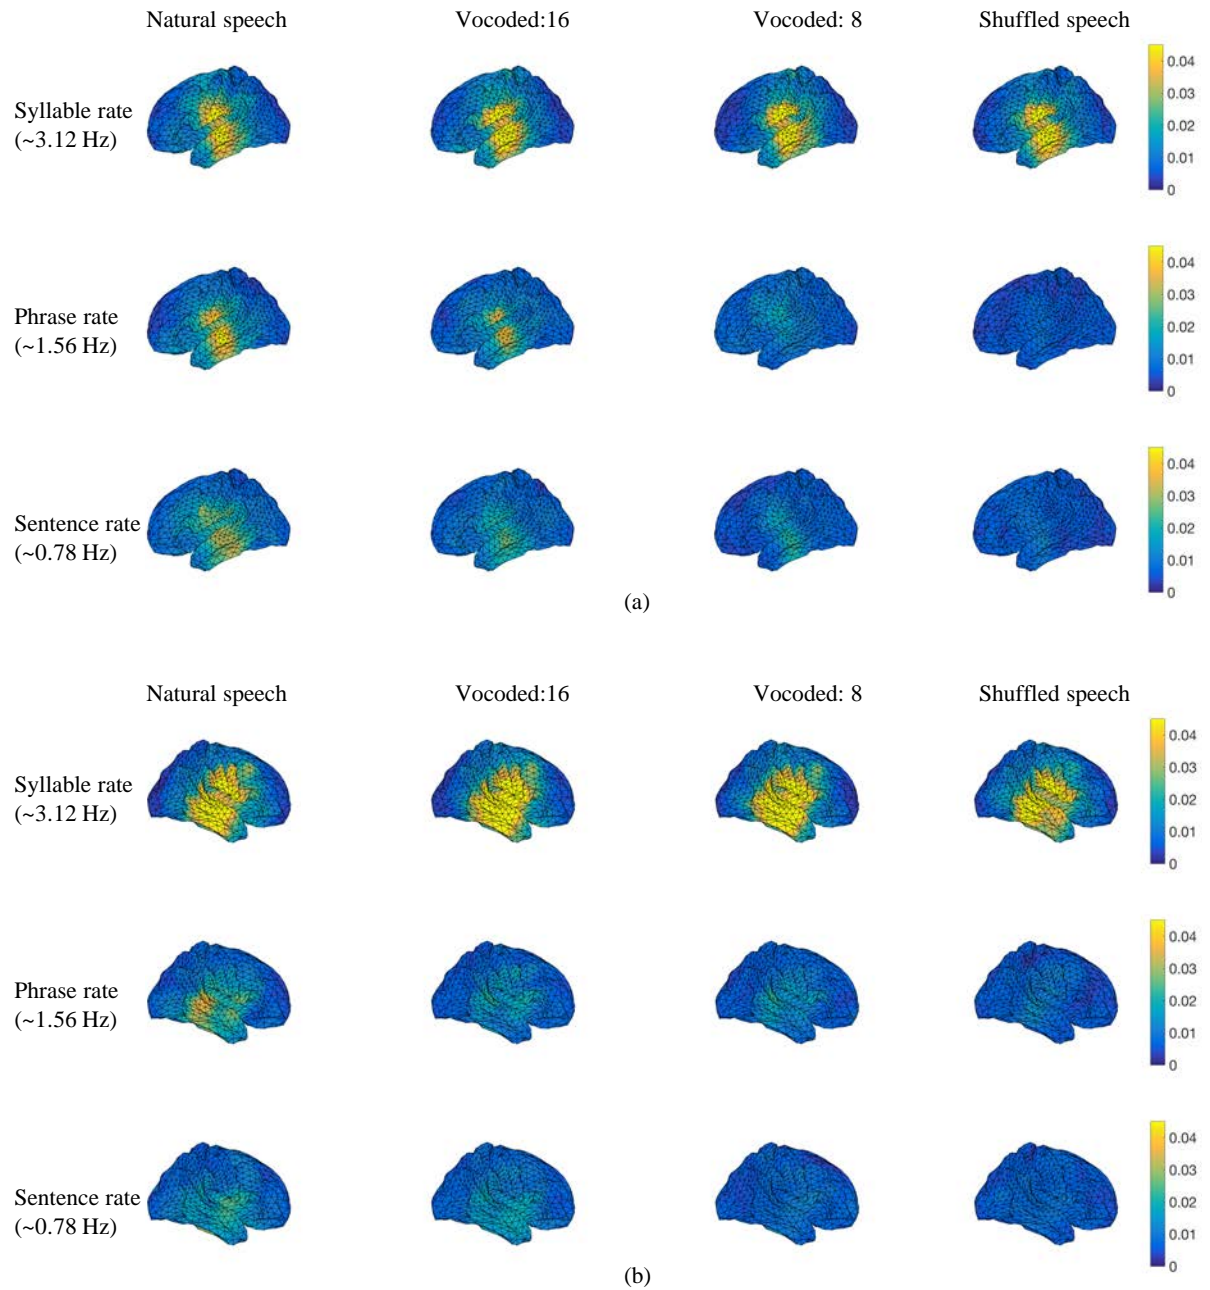 Natural speech Vocoded:16 Vocoded: 8 Shuffled speech
Syllable rate
(~3.12 Hz)
0.04
0.03
0.02
0.01
0
Phrase rate
(~1.56 Hz)
0.04
0.03
0.02
0.01
0
Sentence rate
(~0.78 Hz)
0.04
0.03
0.02
0.01
0
(a)
Natural speech Vocoded:16 Vocoded: 8 Shuffled speech
Syllable rate
(~3.12 Hz)
0.04
0.03
0.02
0.01
0
Phrase rate
(~1.56 Hz)
0.04
0.03
0.02
0.01
0
Sentence rate
(~0.78 Hz)
0.04
0.03
0.02
0.01
0
(b)